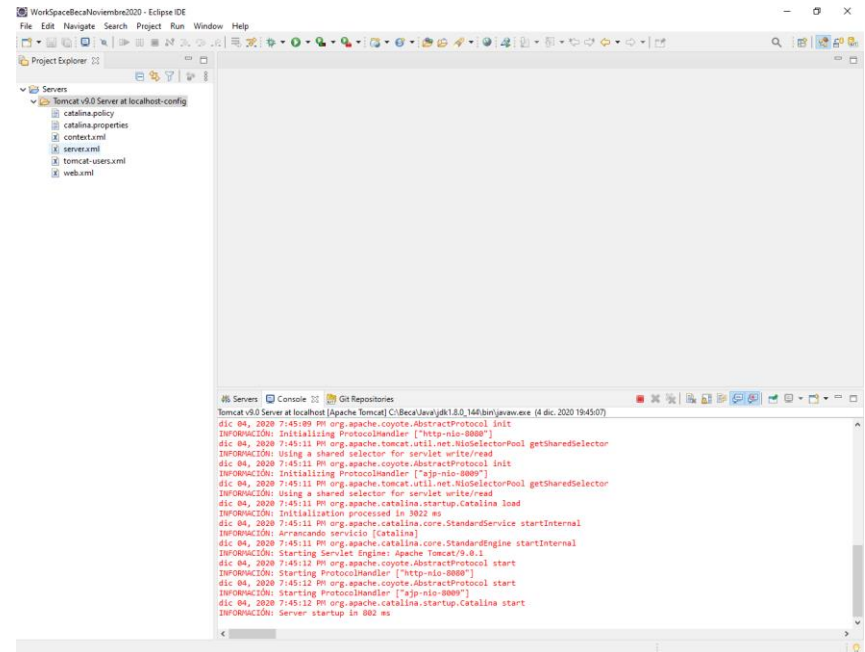 WorkSpaceBecaNoviembre2020 - Eclipse IDE
File Edit Navigate Search Project Run Window Help
Project Explorer
Servers
Tomcat v9.0 Server at localhost-config
catalina.policy
catalina.properties
context.xml
server.xml
tomcat-users.xml
web.xml
Servers Console Git Repositories
Tomcat v9.0 Server at localhost [Apache Tomcat] C:\Beca\Java\jdk1.8.0_144\bin\javaw.exe (4 dic. 2020 19:45:07)
dic 04, 2020 7:45:09 PM org.apache.coyote.AbstractProtocol init
INFORMACIÓN: Initializing ProtocolHandler ["http-nio-8080"]
dic 04, 2020 7:45:11 PM org.apache.tomcat.util.net.NioSelectorPool getSharedSelector
INFORMACIÓN: Using a shared selector for servlet write/read
dic 04, 2020 7:45:11 PM org.apache.coyote.AbstractProtocol init
INFORMACIÓN: Initializing ProtocolHandler ["ajp-nio-8009"]
dic 04, 2020 7:45:11 PM org.apache.tomcat.util.net.NioSelectorPool getSharedSelector
INFORMACIÓN: Using a shared selector for servlet write/read
dic 04, 2020 7:45:11 PM org.apache.catalina.startup.Catalina load
INFORMACIÓN: Initialization processed in 3022 ms
dic 04, 2020 7:45:11 PM org.apache.catalina.core.StandardService startInternal
INFORMACIÓN: Arrancando servicio [Catalina]
dic 04, 2020 7:45:11 PM org.apache.catalina.core.StandardEngine startInternal
INFORMACIÓN: Starting Servlet Engine: Apache Tomcat/9.0.1
dic 04, 2020 7:45:12 PM org.apache.coyote.AbstractProtocol start
INFORMACIÓN: Starting ProtocolHandler ["http-nio-8080"]
dic 04, 2020 7:45:12 PM org.apache.coyote.AbstractProtocol start
INFORMACIÓN: Starting ProtocolHandler ["ajp-nio-8009"]
dic 04, 2020 7:45:12 PM org.apache.catalina.startup.Catalina start
INFORMACIÓN: Server startup in 802 ms